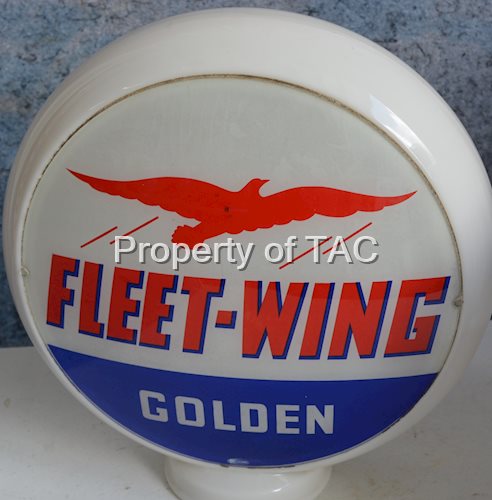 Property of TAC
FLEET-WING
GOLDEN